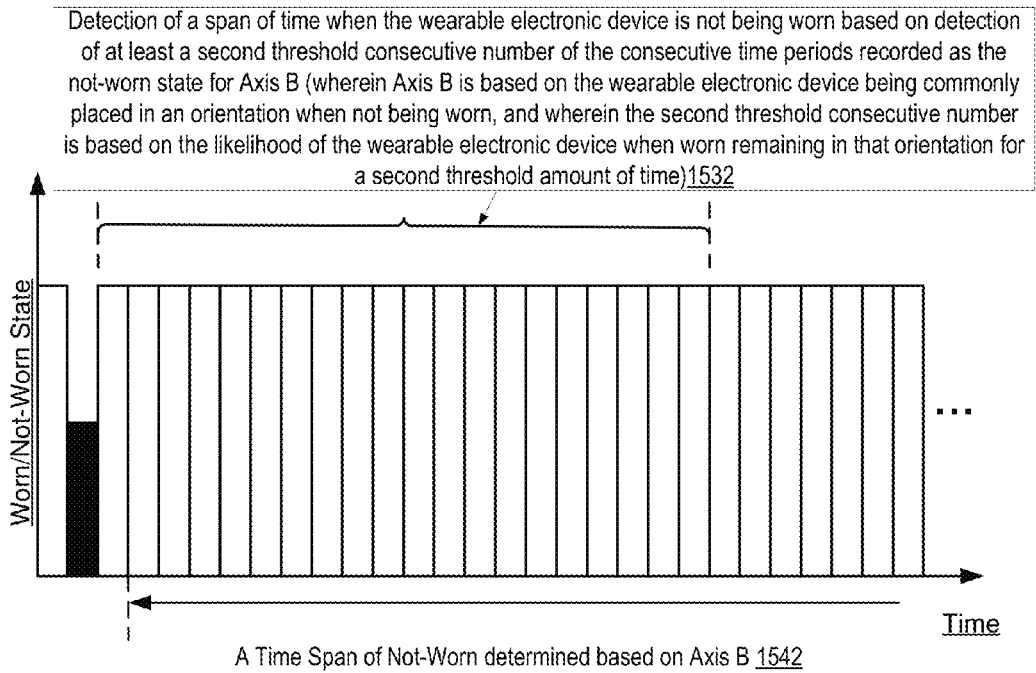 Detection of a span of time when the wearable electronic device is not being worn based on detection
of at least a second threshold consecutive number of the consecutive time periods recorded as the
not-worn state for Axis B (wherein Axis B is based on the wearable electronic device being commonly
placed in an orientation when not being worn, and wherein the second threshold consecutive number
is based on the likelihood of the wearable electronic device when worn remaining in that orientation for
a second threshold amount of time)1532
Worn/Not-Worn State
...
Time
A Time Span of Not-Worn determined based on Axis B 1542